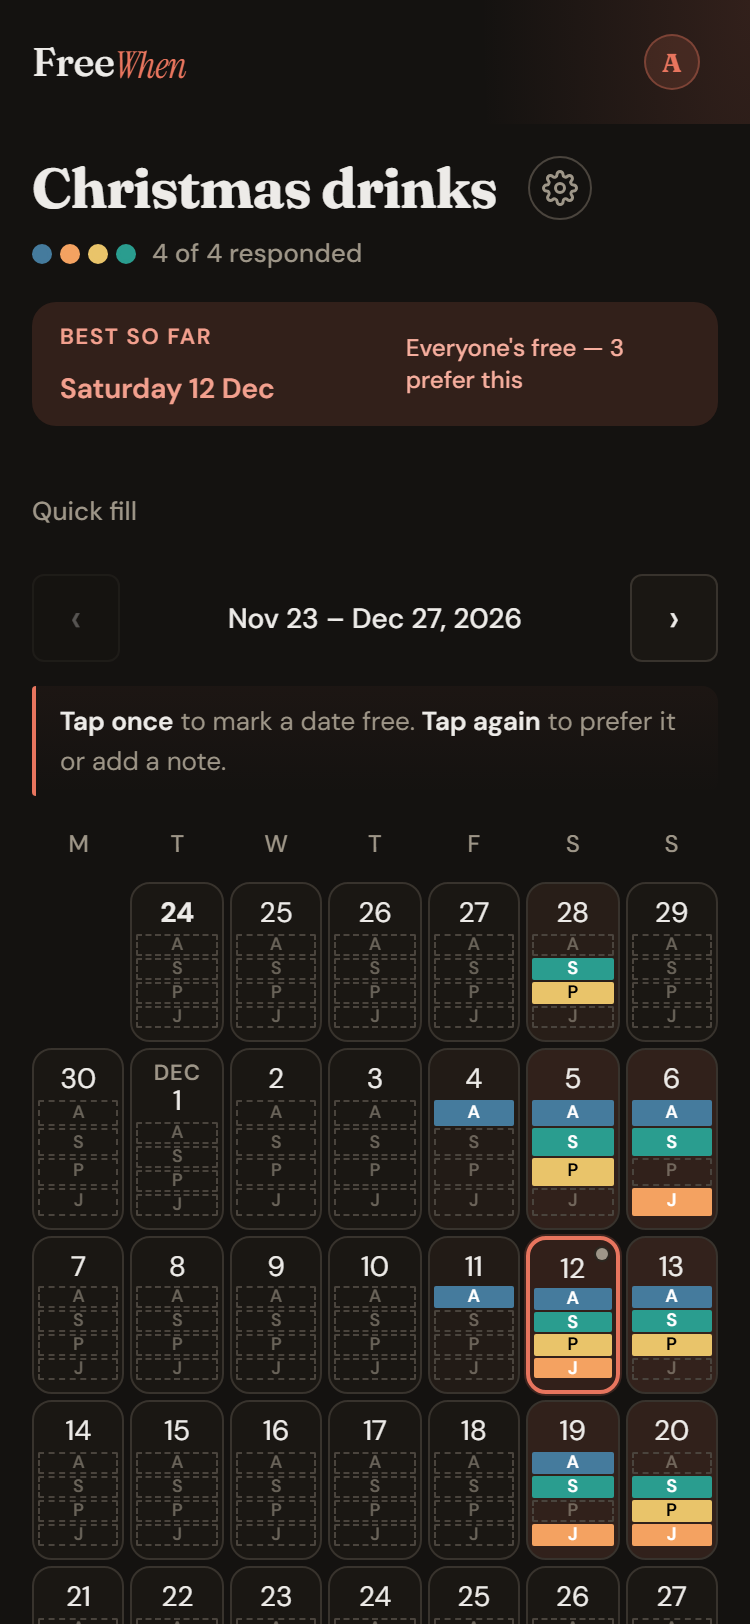 FreeWhen
A
Christmas drinks
4 of 4 responded
BEST SO FAR
Saturday 12 Dec
Everyone's free — 3
prefer this
Quick fill
‹
Nov 23 – Dec 27, 2026
›
Tap once to mark a date free. Tap again to prefer it
or add a note.
M T W T F S S
24 25 26 27 28 29
A A A A A A
S S S S S S
P P P P P P
J J J J J J
30 DEC 1 2 3 4 5 6
A A A A A A A
S S S S S S S
P P P P P P P
J J J J J J J
7 8 9 10 11 12 13
A A A A A A A
S S S S S S S
P P P P P P P
J J J J J J J
14 15 16 17 18 19 20
A A A A A A A
S S S S S S S
P P P P P P P
J J J J J J J
21 22 23 24 25 26 27